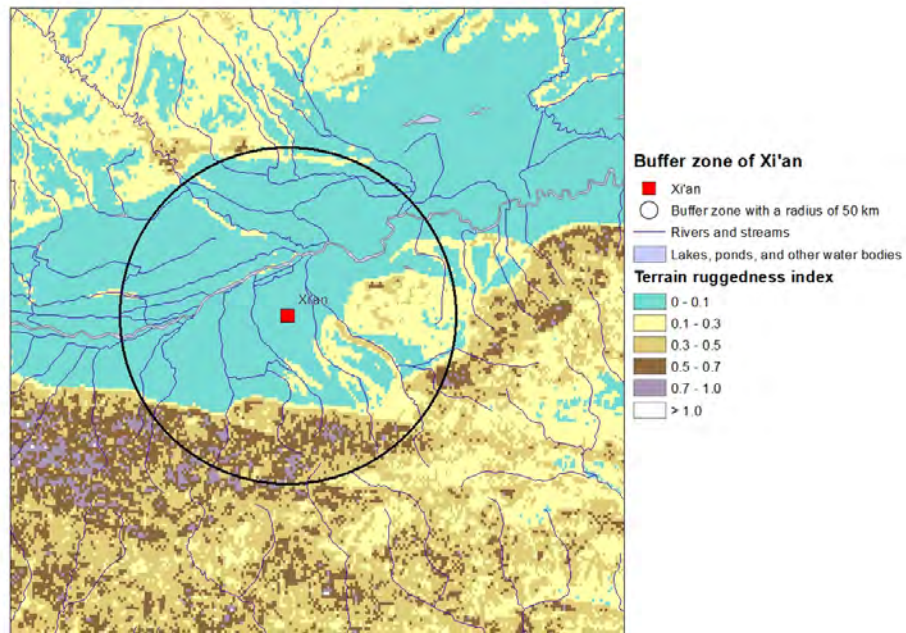 Xi'an
Buffer zone of Xi'an
Xi'an
Buffer zone with a radius of 50 km
Rivers and streams
Lakes, ponds, and other water bodies
Terrain ruggedness index
0 - 0.1
0.1 - 0.3
0.3 - 0.5
0.5 - 0.7
0.7 - 1.0
> 1.0